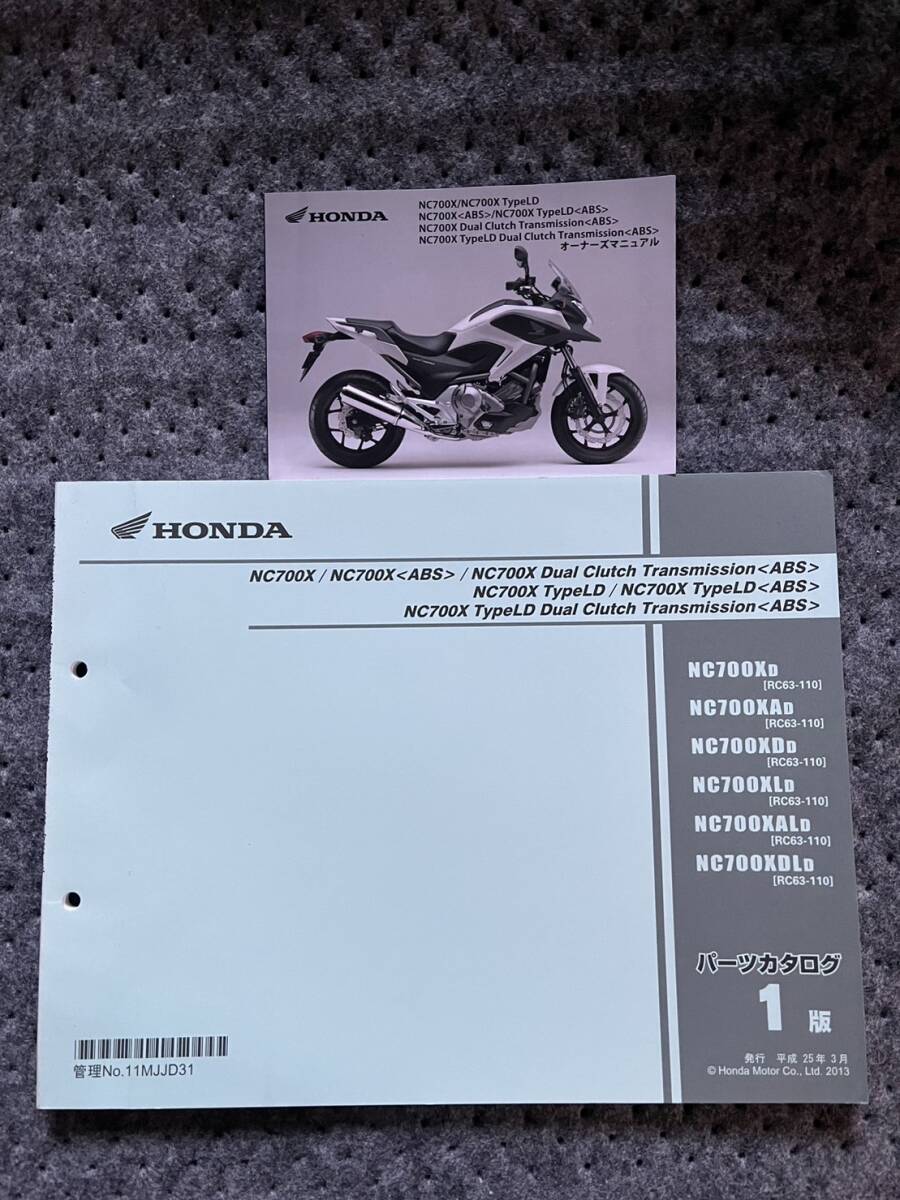 HONDA
NC700X/NC700X TypeLD
NC700X<ABS>/NC700X TypeLD<ABS>
NC700X Dual Clutch Transmission<ABS>
NC700X TypeLD Dual Clutch Transmission<ABS>
オーナーズマニュアル
HONDA
NC700X / NC700X<ABS> / NC700X Dual Clutch Transmission<ABS>
NC700X TypeLD / NC700X TypeLD<ABS>
NC700X TypeLD Dual Clutch Transmission<ABS>
NC700XD
[RC63-110]
NC700XAD
[RC63-110]
NC700XDD
[RC63-110]
NC700XLD
[RC63-110]
NC700XALD
[RC63-110]
NC700XDLD
[RC63-110]
パーツカタログ
1 版
発行 平成 25年 3月
© Honda Motor Co., Ltd. 2013
管理No.11MJJD31